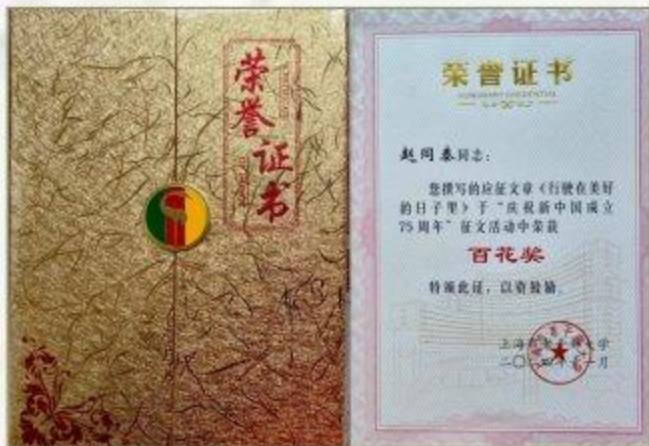 荣誉证书
荣誉证书
HONORARY CREDENTIAL
赵同泰同志：
您撰写的应征文章《行驶在美好
的日子里》于“庆祝新中国成立
75周年”征文活动中荣获
百花奖
特颁此证，以资鼓励。